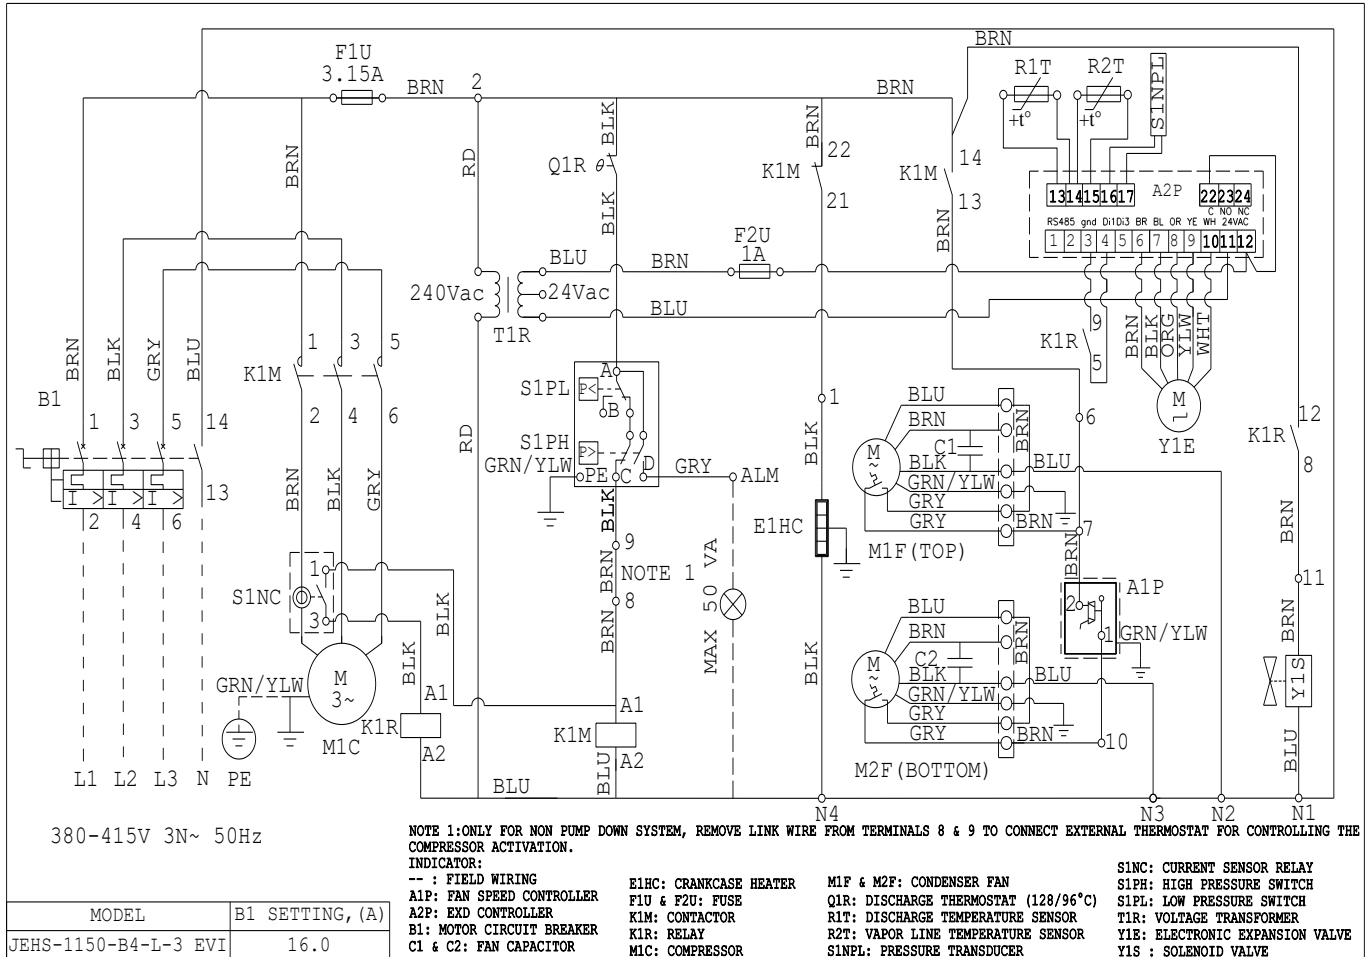 BRN
F1U
3.15A
BRN
2
BRN
R1T
R2T
S1NPL
+t°
+t°
BLK
BRN
22
14
Q1R
θ
K1M
K1M
BRN
RD
21
13
A2P
13 14 15 16 17
22 23 24
C NO NC
RS485 gnd Di1 Di3 BR BL OR YE WH 24VAC
1 2 3 4 5 6 7 8 9 10 11 12
BLK
BRN
F2U
1A
BLU
BRN
240Vac
24Vac
BLU
T1R
9
K1R
5
BRN
BLK
ORG
YLW
WHT
BRN
BLK
GRY
BLU
1
3
5
K1M
2
4
6
B1
1
3
5
14
13
I >
I >
I >
2
4
6
RD
A
S1PL
P<
B
S1PH
P>
GRN/YLW
PE
C
D
GRY
ALM
BLK
1
BLK
BLU
BRN
C1
BLK
GRN/YLW
GRY
GRY
BRN
BLU
BRN
M
~
M1F(TOP)
6
7
M
Y1E
12
K1R
8
BRN
BRN
BLK
GRY
E1HC
9
BRN
NOTE 1
8
BRN
MAX 50 VA
BRN
A1P
2
1
GRN/YLW
11
BRN
S1NC
1
3
BLK
BLK
BLK
BLU
BRN
C2
BLK
GRN/YLW
GRY
GRY
BRN
BLU
BRN
M
~
M2F(BOTTOM)
10
Y1S
BLU
GRN/YLW
M
3~
M1C
A1
K1R
A2
A1
K1M
A2
BLU
BLU
L1
L2
L3
N
PE
N4
N3
N2
N1
380-415V 3N~ 50Hz
NOTE 1:ONLY FOR NON PUMP DOWN SYSTEM, REMOVE LINK WIRE FROM TERMINALS 8 & 9 TO CONNECT EXTERNAL THERMOSTAT FOR CONTROLLING THE
COMPRESSOR ACTIVATION.
INDICATOR:
-- : FIELD WIRING
A1P: FAN SPEED CONTROLLER
A2P: EXD CONTROLLER
B1: MOTOR CIRCUIT BREAKER
C1 & C2: FAN CAPACITOR
E1HC: CRANKCASE HEATER
F1U & F2U: FUSE
K1M: CONTACTOR
K1R: RELAY
M1C: COMPRESSOR
M1F & M2F: CONDENSER FAN
Q1R: DISCHARGE THERMOSTAT (128/96°C)
R1T: DISCHARGE TEMPERATURE SENSOR
R2T: VAPOR LINE TEMPERATURE SENSOR
S1NPL: PRESSURE TRANSDUCER
S1NC: CURRENT SENSOR RELAY
S1PH: HIGH PRESSURE SWITCH
S1PL: LOW PRESSURE SWITCH
T1R: VOLTAGE TRANSFORMER
Y1E: ELECTRONIC EXPANSION VALVE
Y1S : SOLENOID VALVE
MODEL
B1 SETTING,(A)
JEHS-1150-B4-L-3 EVI
16.0